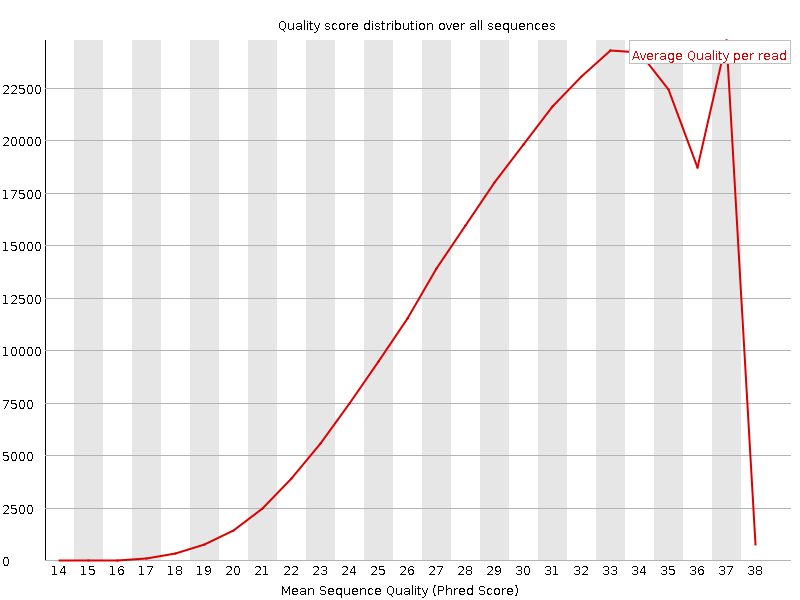 Quality score distribution over all sequences
Average Quality per read
22500
20000
17500
15000
12500
10000
7500
5000
2500
0
14 15 16 17 18 19 20 21 22 23 24 25 26 27 28 29 30 31 32 33 34 35 36 37 38
Mean Sequence Quality (Phred Score)